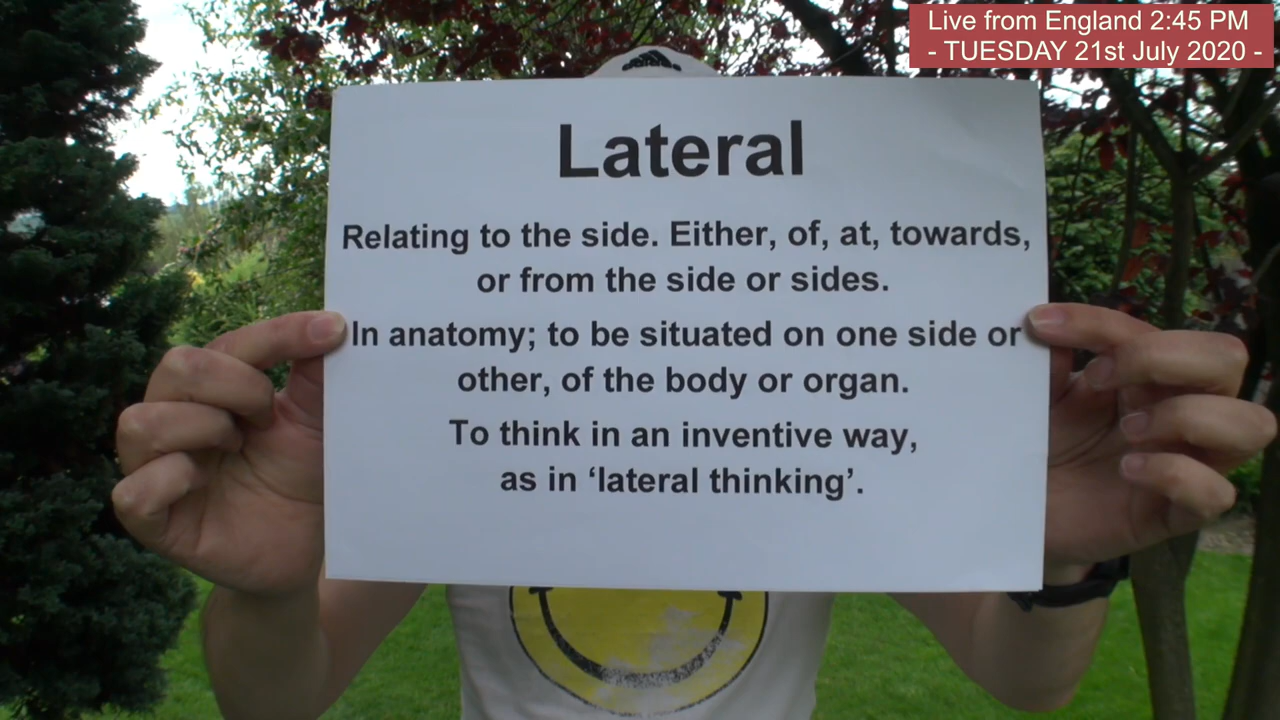 Live from England 2:45 PM
- TUESDAY 21st July 2020 -
Lateral
Relating to the side. Either, of, at, towards,
or from the side or sides.
In anatomy; to be situated on one side or
other, of the body or organ.
To think in an inventive way,
as in ‘lateral thinking’.